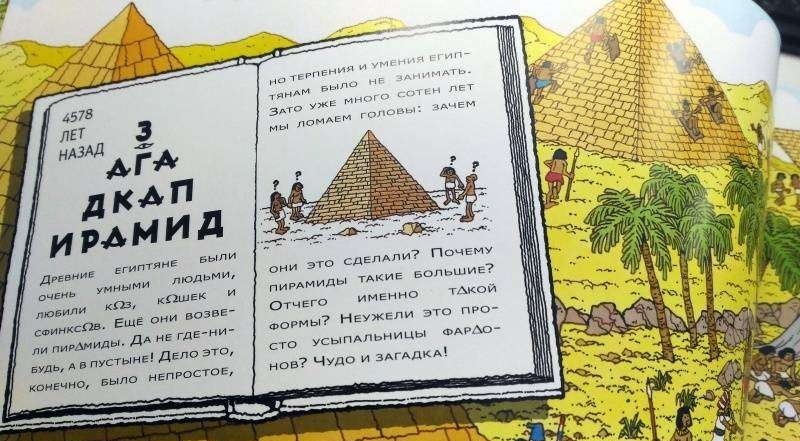 4578
ЛЕТ
НАЗАД
З
АГА
ДКАП
ИРАМИД
ДРЕВНИЕ ЕГИПТЯНЕ БЫЛИ
ОЧЕНЬ УМНЫМИ ЛЮДЬМИ,
ЛЮБИЛИ КΩЗ, КΩШЕК И
СФИНКСΩВ. ЕЩЁ ОНИ ВОЗВЕ-
ЛИ ПИРΔМИДЫ. ДА НЕ ГДЕ-НИ-
БУДЬ, А В ПУСТЫНЕ! ДЕЛО ЭТО,
КОНЕЧНО, БЫЛО НЕПРОСТОЕ,
НО ТЕРПЕНИЯ И УМЕНИЯ ЕГИП-
ТЯНАМ БЫЛО НЕ ЗАНИМАТЬ.
ЗАТО УЖЕ МНОГО СОТЕН ЛЕТ
МЫ ЛОМАЕМ ГОЛОВЫ: ЗАЧЕМ
? ? ? ?
ОНИ ЭТО СДЕЛАЛИ? ПОЧЕМУ
ПИРАМИДЫ ТАКИЕ БОЛЬШИЕ?
ОТЧЕГО ИМЕННО ТΔКОЙ
ФОРМЫ? НЕУЖЕЛИ ЭТО ПРО-
СТО УСЫПАЛЬНИЦЫ ФАРΔО-
НОВ? ЧУДО И ЗАГАДКА!